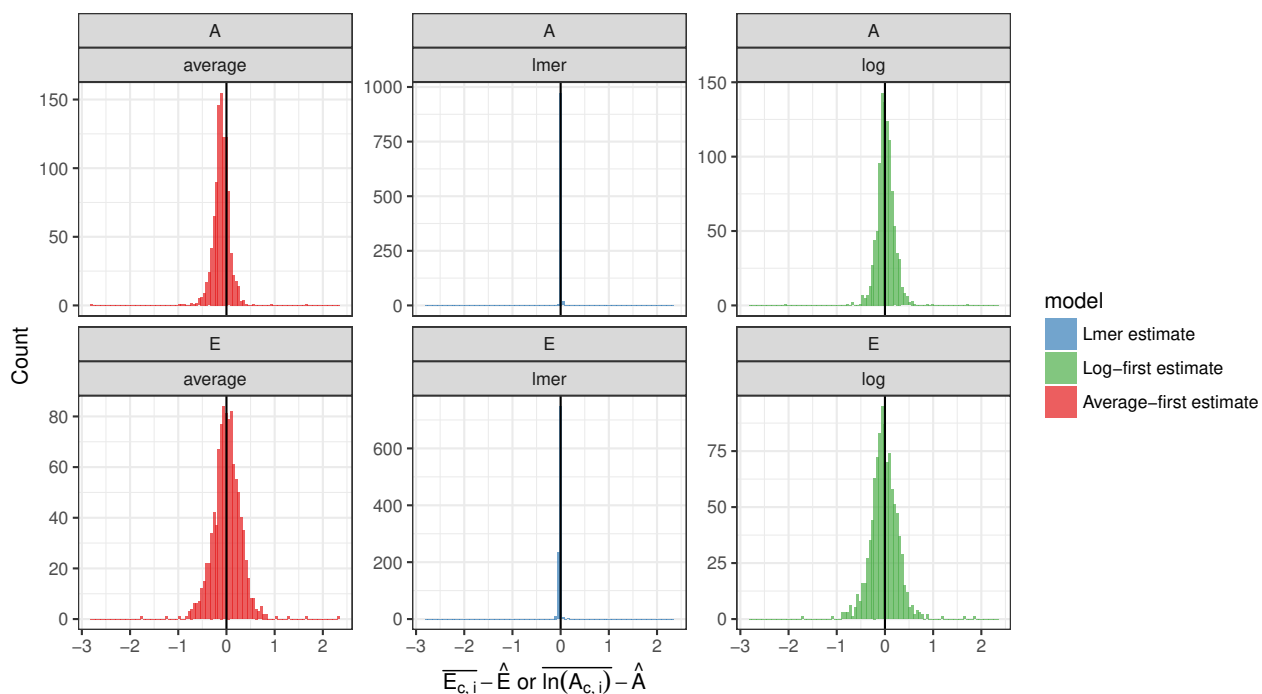 A A A
average lmer log
150
100
50
0
1000
750
500
250
0
150
100
50
0
E E E
average lmer log
80
60
40
20
0
600
400
200
0
75
50
25
0
−3 −2 −1 0 1 2
−3 −2 −1 0 1 2
−3 −2 −1 0 1 2
Count
E̅c, i − Ê or l̅n̅(̅A̅c, i) − Â
model
Lmer estimate
Log−first estimate
Average−first estimate